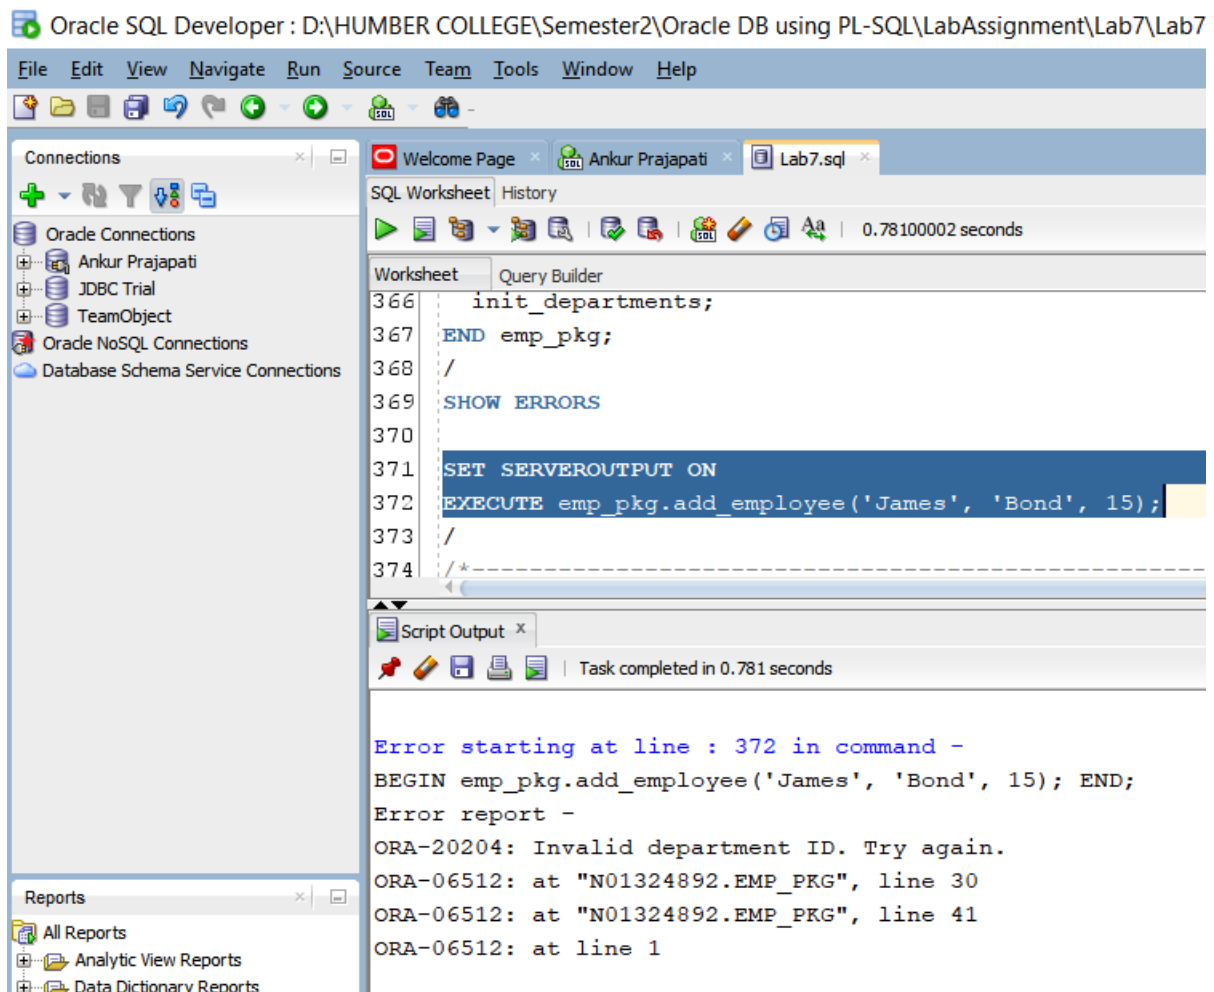 Oracle SQL Developer : D:\HUMBER COLLEGE\Semester2\Oracle DB using PL-SQL\LabAssignment\Lab7\Lab7
File Edit View Navigate Run Source Team Tools Window Help
Connections
Welcome Page
Ankur Prajapati
Lab7.sql
SQL Worksheet History
0.78100002 seconds
Oracle Connections
Ankur Prajapati
JDBC Trial
TeamObject
Oracle NoSQL Connections
Database Schema Service Connections
Worksheet Query Builder
366 init_departments;
367 END emp_pkg;
368 /
369 SHOW ERRORS
370
371 SET SERVEROUTPUT ON
372 EXECUTE emp_pkg.add_employee('James', 'Bond', 15);
373 /
374 /*-----------------------------------------------------
Script Output
Task completed in 0.781 seconds
Error starting at line : 372 in command -
BEGIN emp_pkg.add_employee('James', 'Bond', 15); END;
Error report -
ORA-20204: Invalid department ID. Try again.
ORA-06512: at "N01324892.EMP_PKG", line 30
ORA-06512: at "N01324892.EMP_PKG", line 41
ORA-06512: at line 1
Reports
All Reports
Analytic View Reports
Data Dictionary Reports